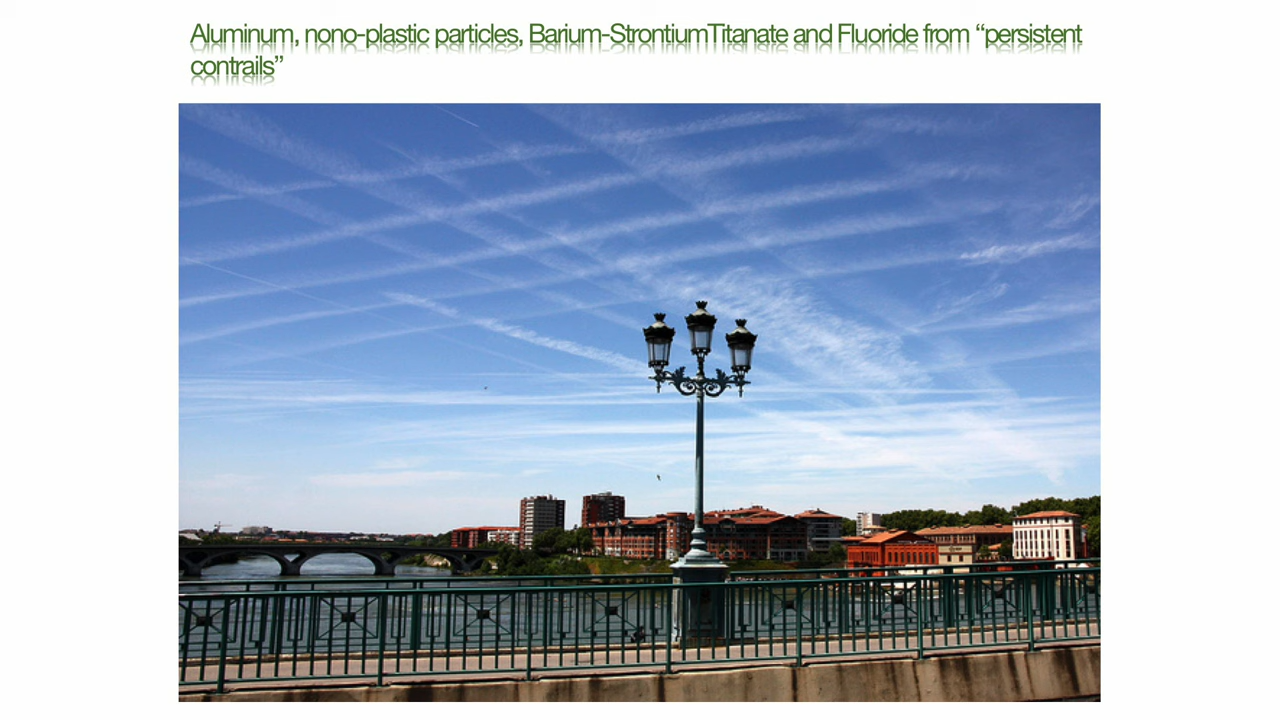 Aluminum, nono-plastic particles, Barium-StrontiumTitanate and Fluoride from “persistent
contrails”